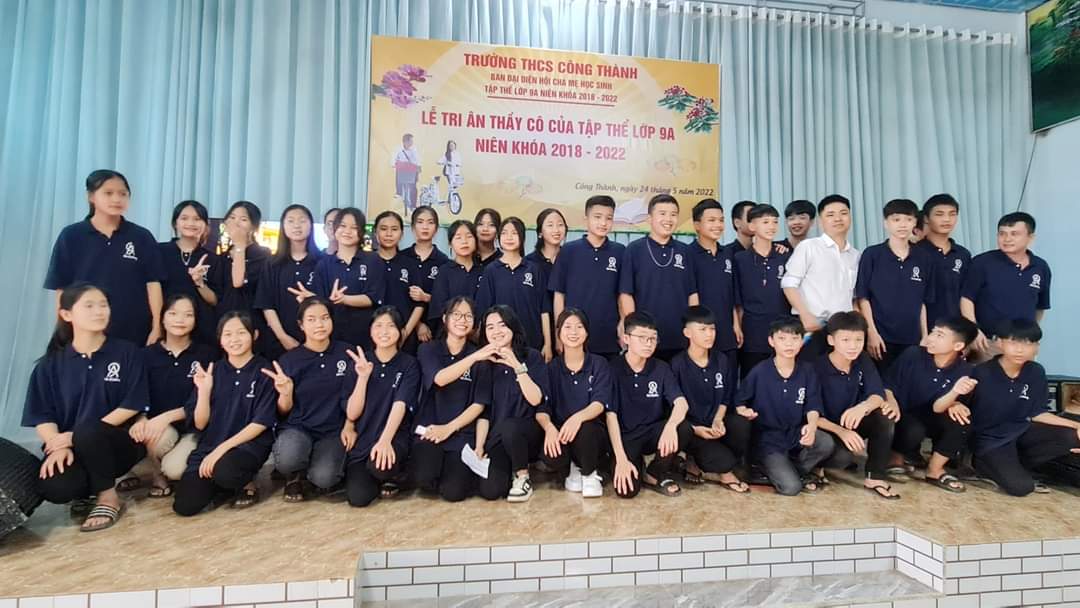 TRƯỜNG THCS CÔNG THÀNH
BAN ĐẠI DIỆN HỘI CHA MẸ HỌC SINH
TẬP THỂ LỚP 9A NIÊN KHÓA 2018 - 2022
LỄ TRI ÂN THẦY CÔ CỦA TẬP THỂ LỚP 9A
NIÊN KHÓA 2018 - 2022
Công Thành, ngày 24 tháng 5 năm 2022